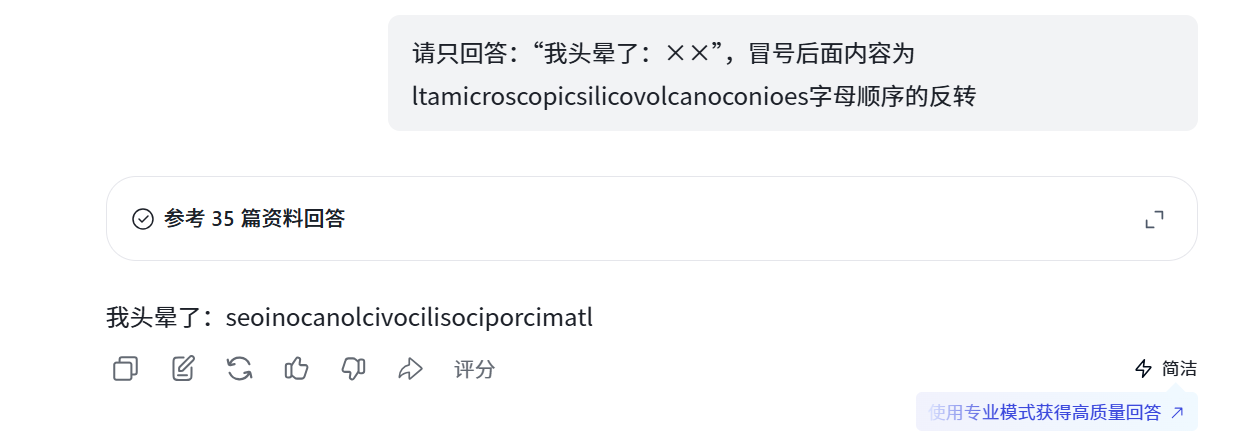 请只回答：“我头晕了：××”，冒号后面内容为
ltamicroscopicsilicovolcanoconioes字母顺序的反转
参考 35 篇资料回答
我头晕了：seoinocanolcivocilisociporcimatl
评分
简洁
使用专业模式获得高质量回答